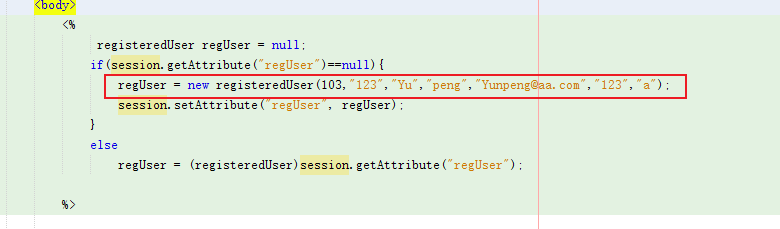 <body>
<%
registeredUser regUser = null;
if(session.getAttribute("regUser")==null){
regUser = new registeredUser(103,"123","Yu","peng","Yunpeng@aa.com","123","a");
session.setAttribute("regUser", regUser);
}
else
regUser = (registeredUser)session.getAttribute("regUser");
%>